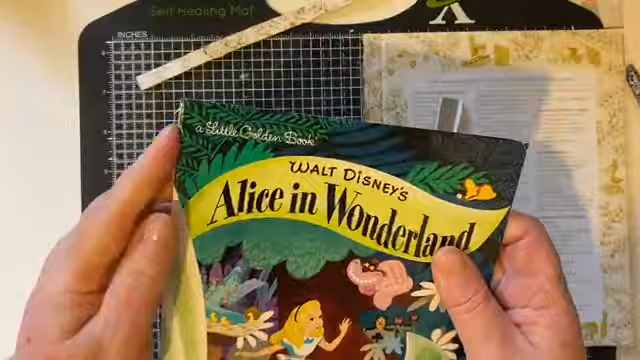 Self Healing Mat
INCHES
a Little Golden Book
WALT DISNEY'S
Alice in Wonderland